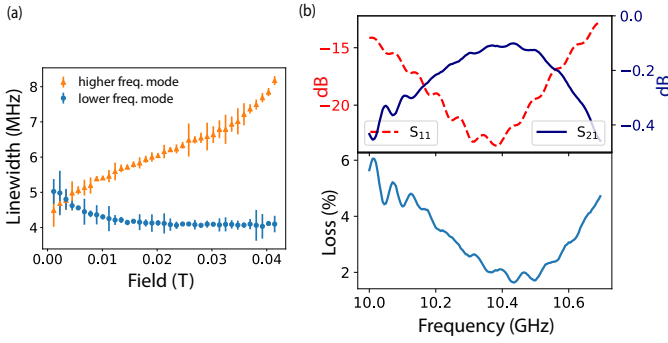 (a)
Linewidth (MHz)
8
7
6
5
4
higher freq. mode
lower freq. mode
0.00
0.01
0.02
0.03
0.04
Field (T)
(b)
dB
−15
−20
S11
S21
0.0
−0.2
−0.4
dB
Loss (%)
6
4
2
10.0
10.2
10.4
10.6
Frequency (GHz)